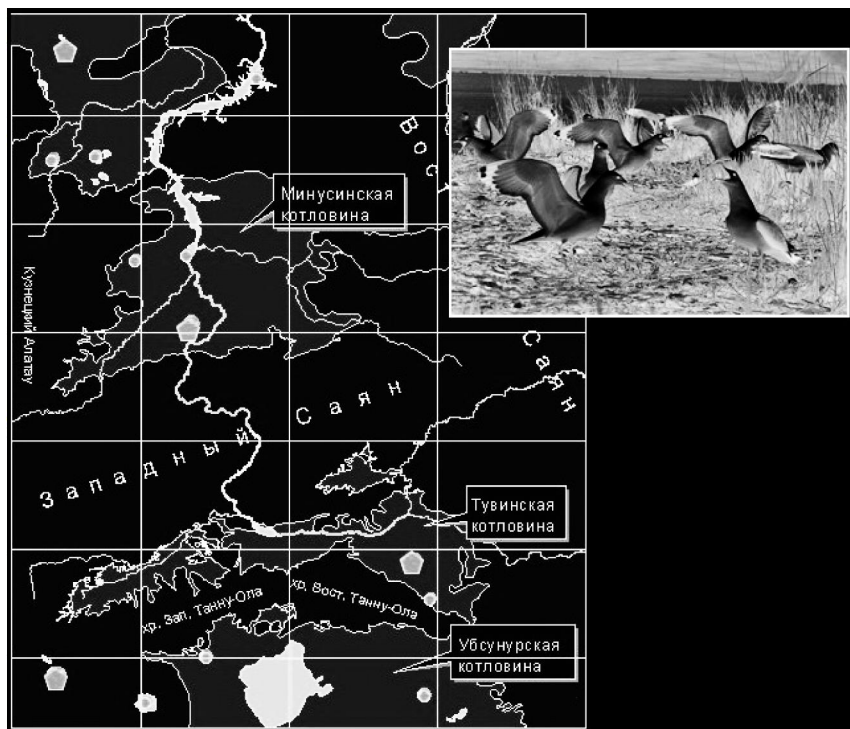 Вос
Минусинская
котловина
Кузнецкий Алатау
Саян
Западный Саян
Тувинская
котловина
хр. Зап. Танну-Ола
хр. Вост. Танну-Ола
Убсунурская
котловина